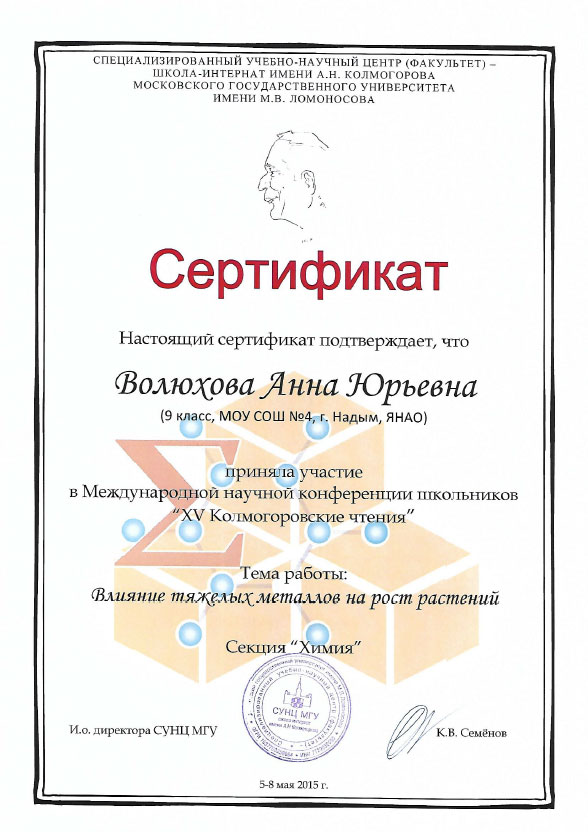 СПЕЦИАЛИЗИРОВАННЫЙ УЧЕБНО-НАУЧНЫЙ ЦЕНТР (ФАКУЛЬТЕТ) –
ШКОЛА-ИНТЕРНАТ ИМЕНИ А.Н. КОЛМОГОРОВА
МОСКОВСКОГО ГОСУДАРСТВЕННОГО УНИВЕРСИТЕТА
ИМЕНИ М.В. ЛОМОНОСОВА
Сертификат
Настоящий сертификат подтверждает, что
Волюхова Анна Юрьевна
(9 класс, МОУ СОШ №4, г. Надым, ЯНАО)
приняла участие
в Международной научной конференции школьников
“XV Колмогоровские чтения”
Тема работы:
Влияние тяжелых металлов на рост растений
Секция “Химия”
СУНЦ МГУ
И.о. директора СУНЦ МГУ
К.В. Семёнов
5-8 мая 2015 г.